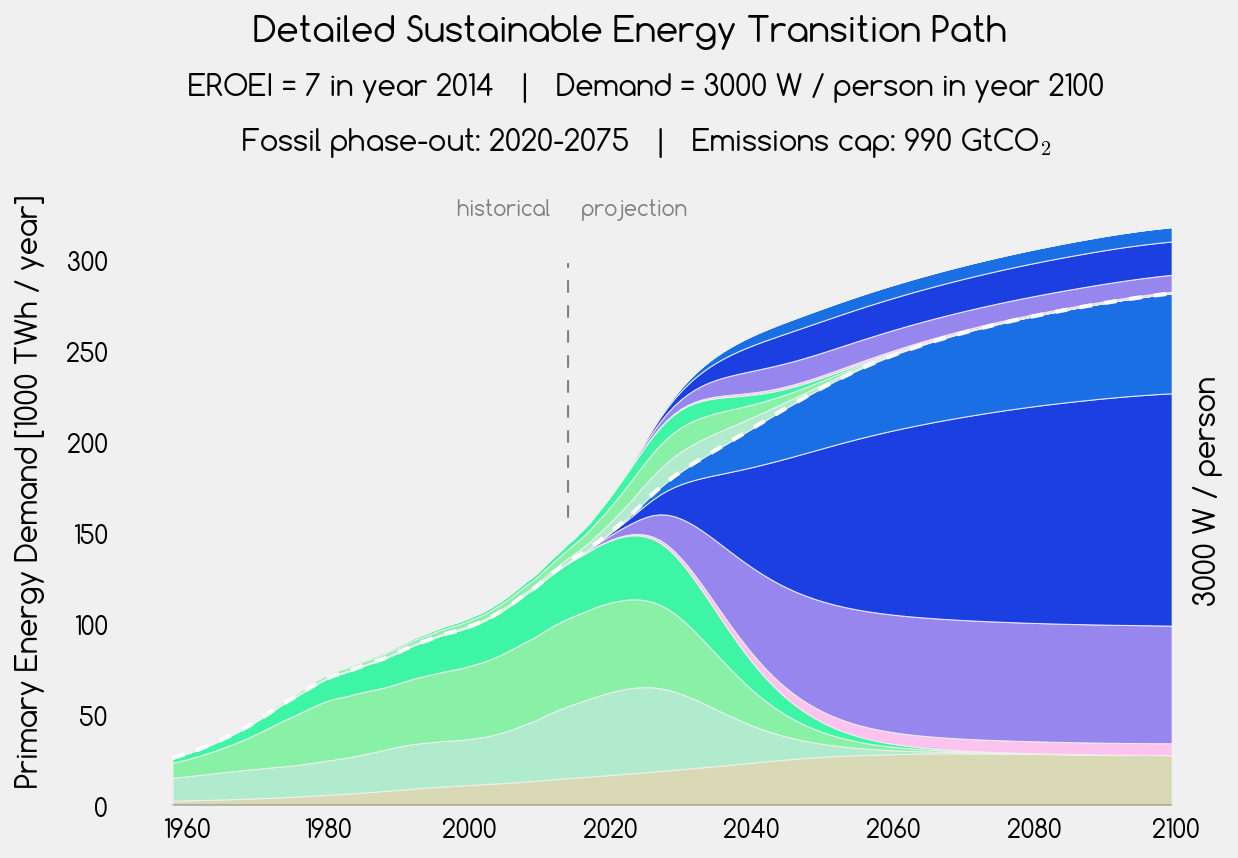 Detailed Sustainable Energy Transition Path
EROEI = 7 in year 2014 | Demand = 3000 W / person in year 2100
Fossil phase-out: 2020-2075 | Emissions cap: 990 GtCO₂
historical projection
Primary Energy Demand [1000 TWh / year]
300
250
200
150
100
50
0
3000 W / person
1960 1980 2000 2020 2040 2060 2080 2100